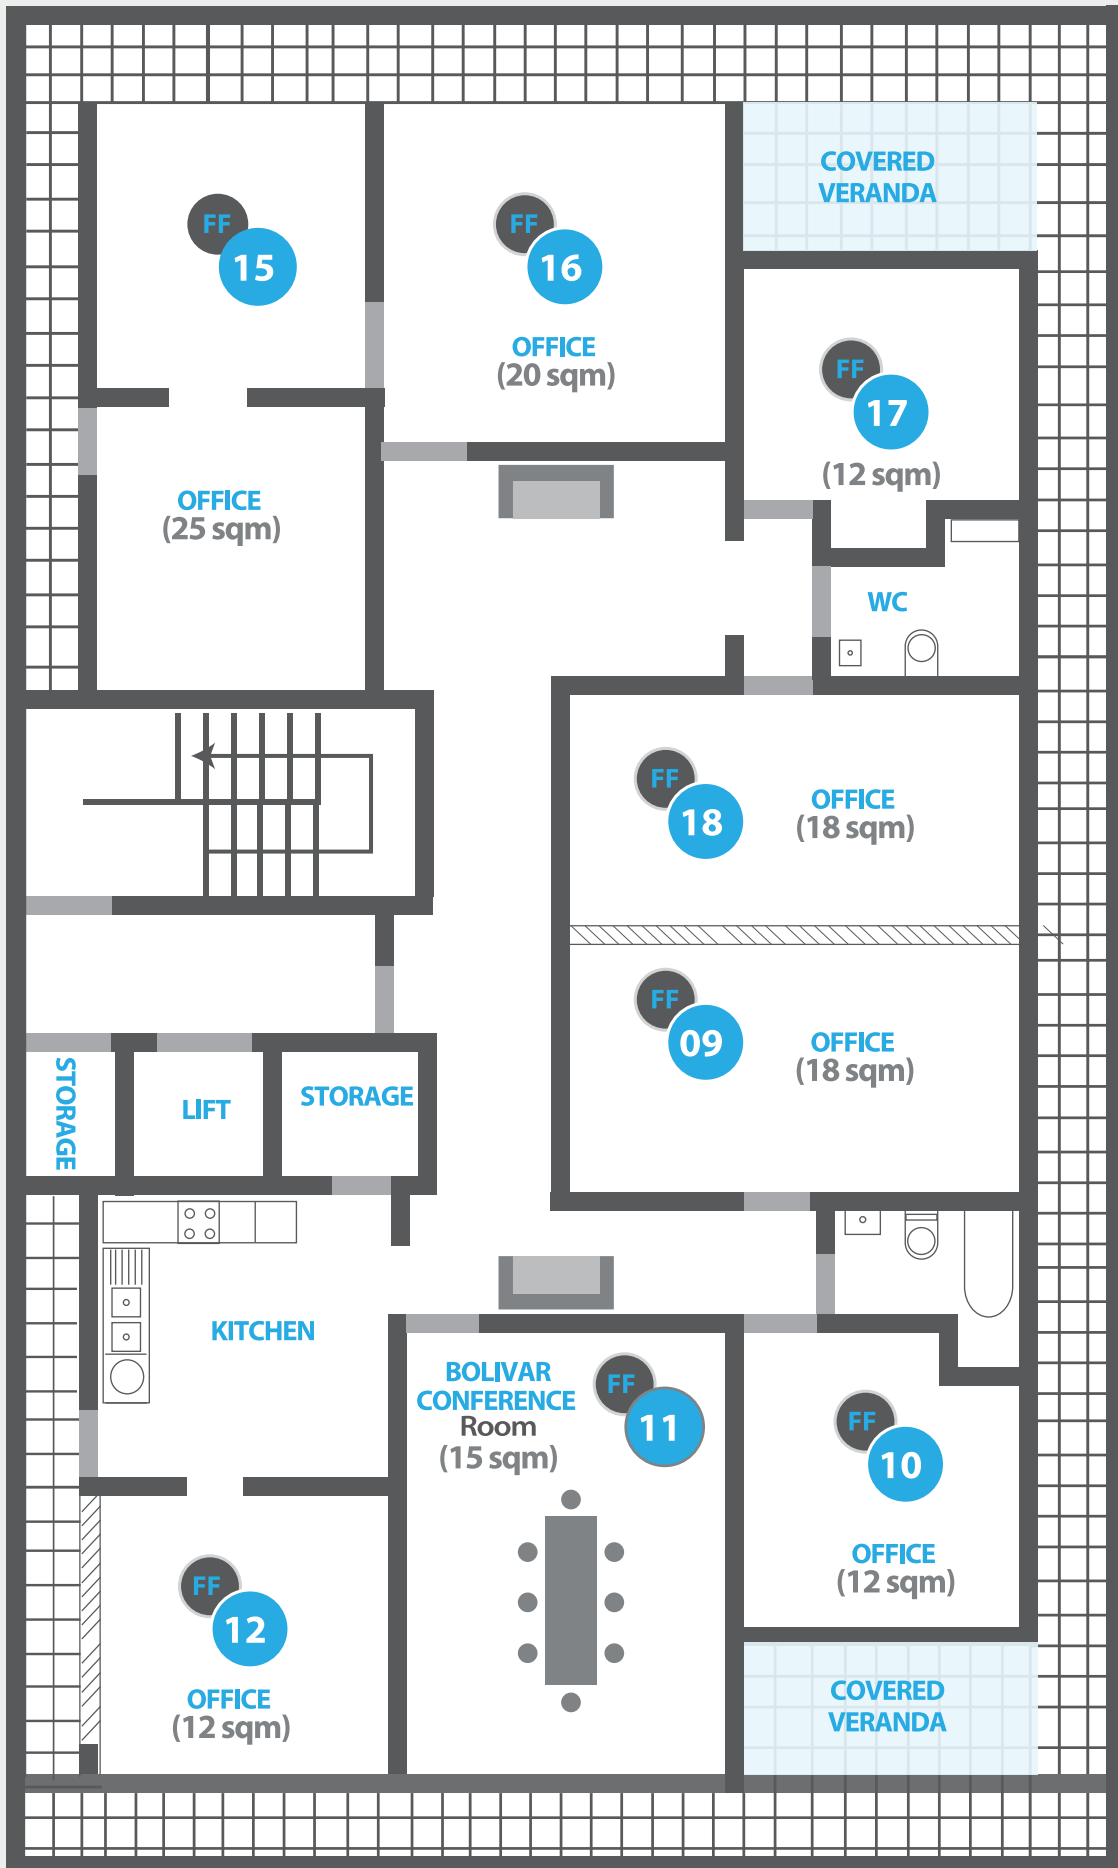 FF
15
FF
16
OFFICE
(20 sqm)
COVERED
VERANDA
FF
17
(12 sqm)
OFFICE
(25 sqm)
WC
FF
18
OFFICE
(18 sqm)
FF
09
OFFICE
(18 sqm)
STORAGE
LIFT
STORAGE
KITCHEN
BOLIVAR
CONFERENCE
Room
(15 sqm)
FF
11
FF
10
OFFICE
(12 sqm)
FF
12
OFFICE
(12 sqm)
COVERED
VERANDA